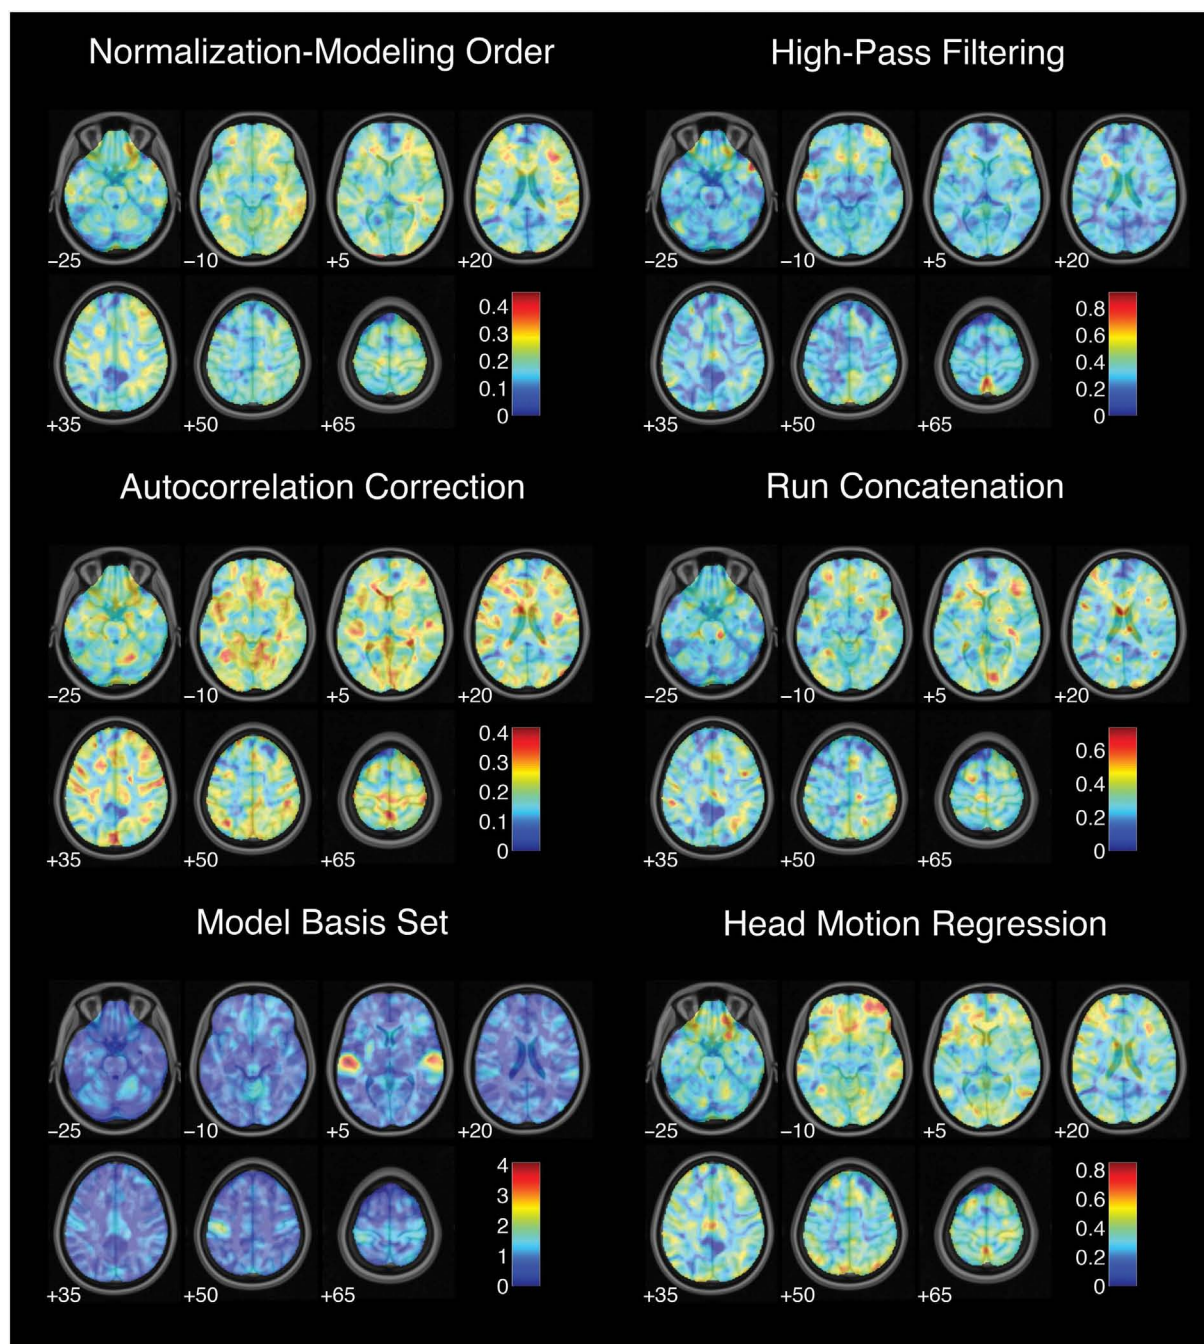 Normalization-Modeling Order
High-Pass Filtering
−25 −10 +5 +20
−25 −10 +5 +20
0.4
0.3
0.2
0.1
0
0.8
0.6
0.4
0.2
0
+35 +50 +65
+35 +50 +65
Autocorrelation Correction
Run Concatenation
−25 −10 +5 +20
−25 −10 +5 +20
0.4
0.3
0.2
0.1
0
0.6
0.4
0.2
0
+35 +50 +65
+35 +50 +65
Model Basis Set
Head Motion Regression
−25 −10 +5 +20
−25 −10 +5 +20
4
3
2
1
0
0.8
0.6
0.4
0.2
0
+35 +50 +65
+35 +50 +65